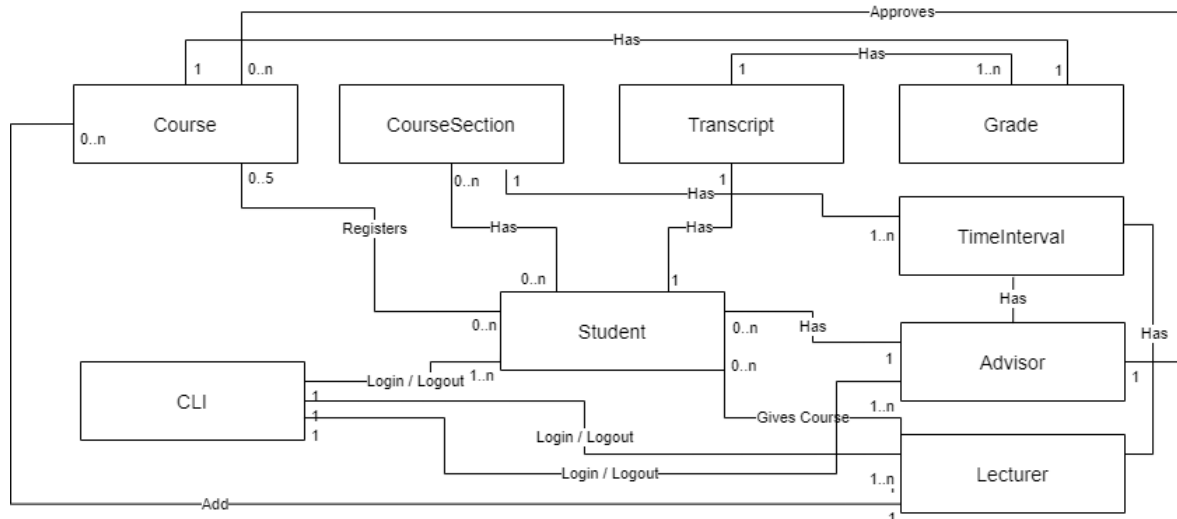 Approves
Has
Has
1
0..n
1
1..n
1
Course
CourseSection
Transcript
Grade
0..n
0..5
0..n
1
1
Has
TimeInterval
1..n
Registers
Has
Has
0..n
1
Has
Student
0..n
0..n
Has
Advisor
Has
1
1
0..n
1..n
Login / Logout
CLI
1
1
1
1..n
Gives Course
Login / Logout
Login / Logout
Lecturer
1..n
Add
1